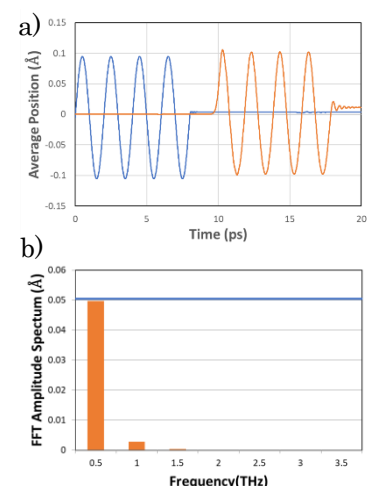 a)
0.15
0.1
0.05
0
-0.05
-0.1
-0.15
Average Position (Å)
0 5 10 15 20
Time (ps)
b)
0.06
0.05
0.04
0.03
0.02
0.01
0
FFT Amplitude Spectum (Å)
0.5 1 1.5 2 2.5 3 3.5
Frequency(THz)